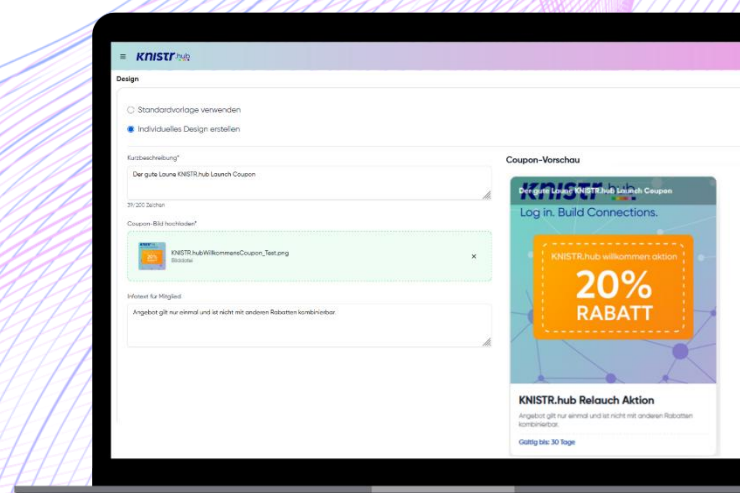 ≡ KNISTR hub
Design
Standardvorlage verwenden
Individuelles Design erstellen
Kurzbeschreibung*
Der gute Laune KNISTR.hub Launch Coupon
39/200 Zeichen
Coupon-Bild hochladen*
KNISTR.hubWillkommensCoupon_Test.png
Bilddatei
×
Infotext für Mitglied
Angebot gilt nur einmal und ist nicht mit anderen Rabatten kombinierbar.
Coupon-Vorschau
KNISTR hub
Der gute Laune KNISTR.hub Launch Coupon
Log in. Build Connections.
KNISTR.hub willkommen aktion
20%
RABATT
KNISTR.hub Relauch Aktion
Angebot gilt nur einmal und ist nicht mit anderen Rabatten
kombinierbar.
Gültig bis: 30 Tage